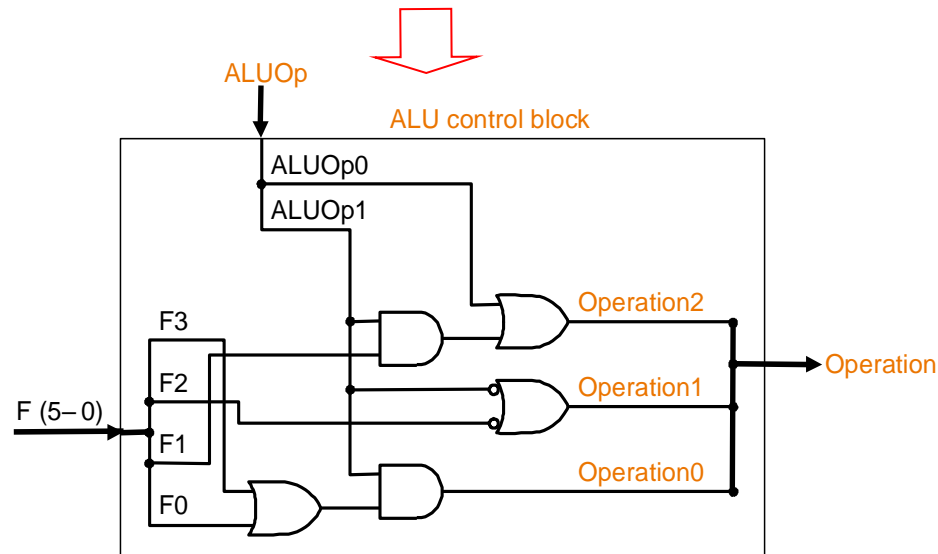 ALUOp
ALU control block
ALUOp0
ALUOp1
Operation2
F3
Operation
F2
Operation1
F (5– 0)
F1
Operation0
F0